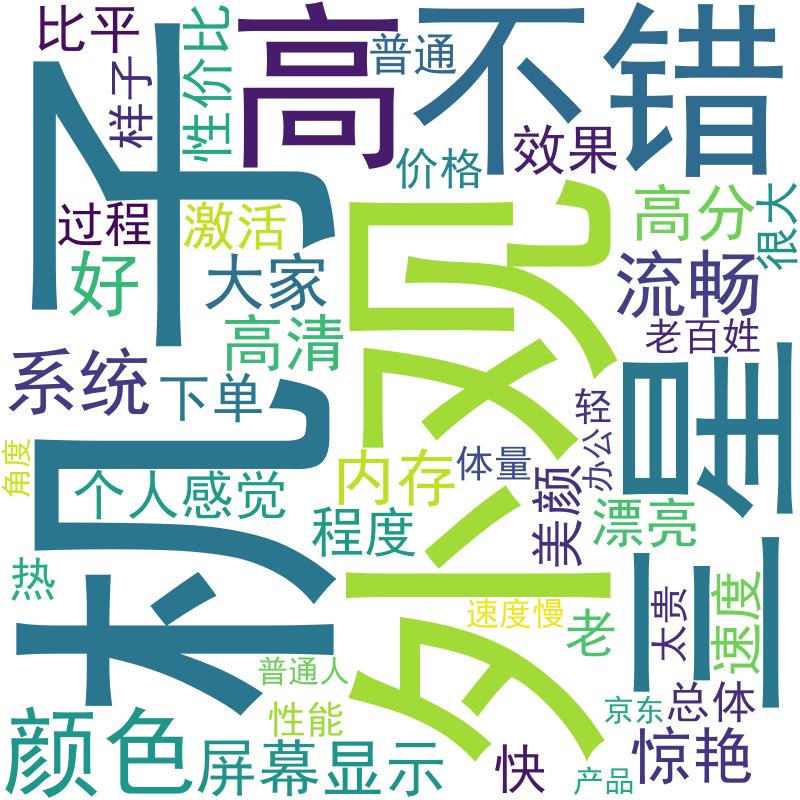 比平
样子
性价比
高
普通
不错
效果
价格
机子
外观
过程
激活
好
大家
高清
高分
很大
流畅
老百姓
三星
系统
下单
个人感觉
内存
体量
轻
办公
角度
程度
美颜
漂亮
热
速度慢
老
太贵
速度
普通人
性能
京东
总体
颜色
屏幕显示
快
产品
惊艳